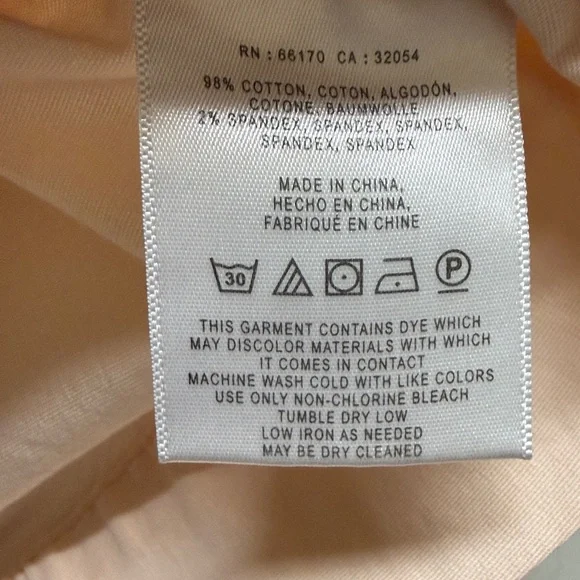 RN : 66170 CA : 32054
98% COTTON, COTON, ALGODÓN,
COTONE, BAUMWOLLE
2% SPANDEX, SPANDEX, SPANDEX,
SPANDEX, SPANDEX
MADE IN CHINA,
HECHO EN CHINA,
FABRIQUÉ EN CHINE
30 P
THIS GARMENT CONTAINS DYE WHICH
MAY DISCOLOR MATERIALS WITH WHICH
IT COMES IN CONTACT
MACHINE WASH COLD WITH LIKE COLORS
USE ONLY NON-CHLORINE BLEACH
TUMBLE DRY LOW
LOW IRON AS NEEDED
MAY BE DRY CLEANED